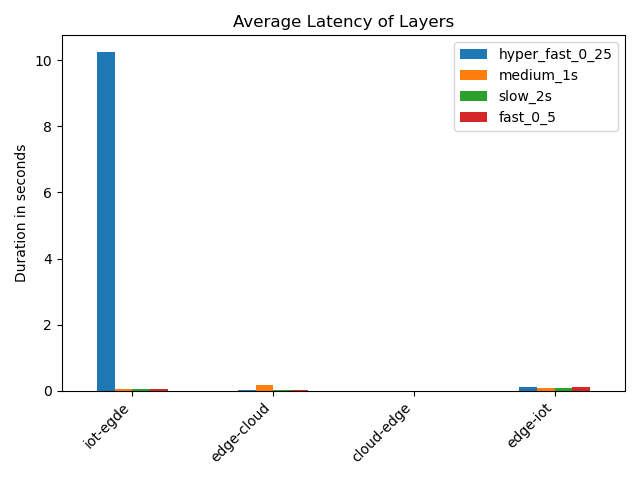 Average Latency of Layers
hyper_fast_0_25
medium_1s
slow_2s
fast_0_5
Duration in seconds
10
8
6
4
2
0
iot-egde
edge-cloud
cloud-edge
edge-iot